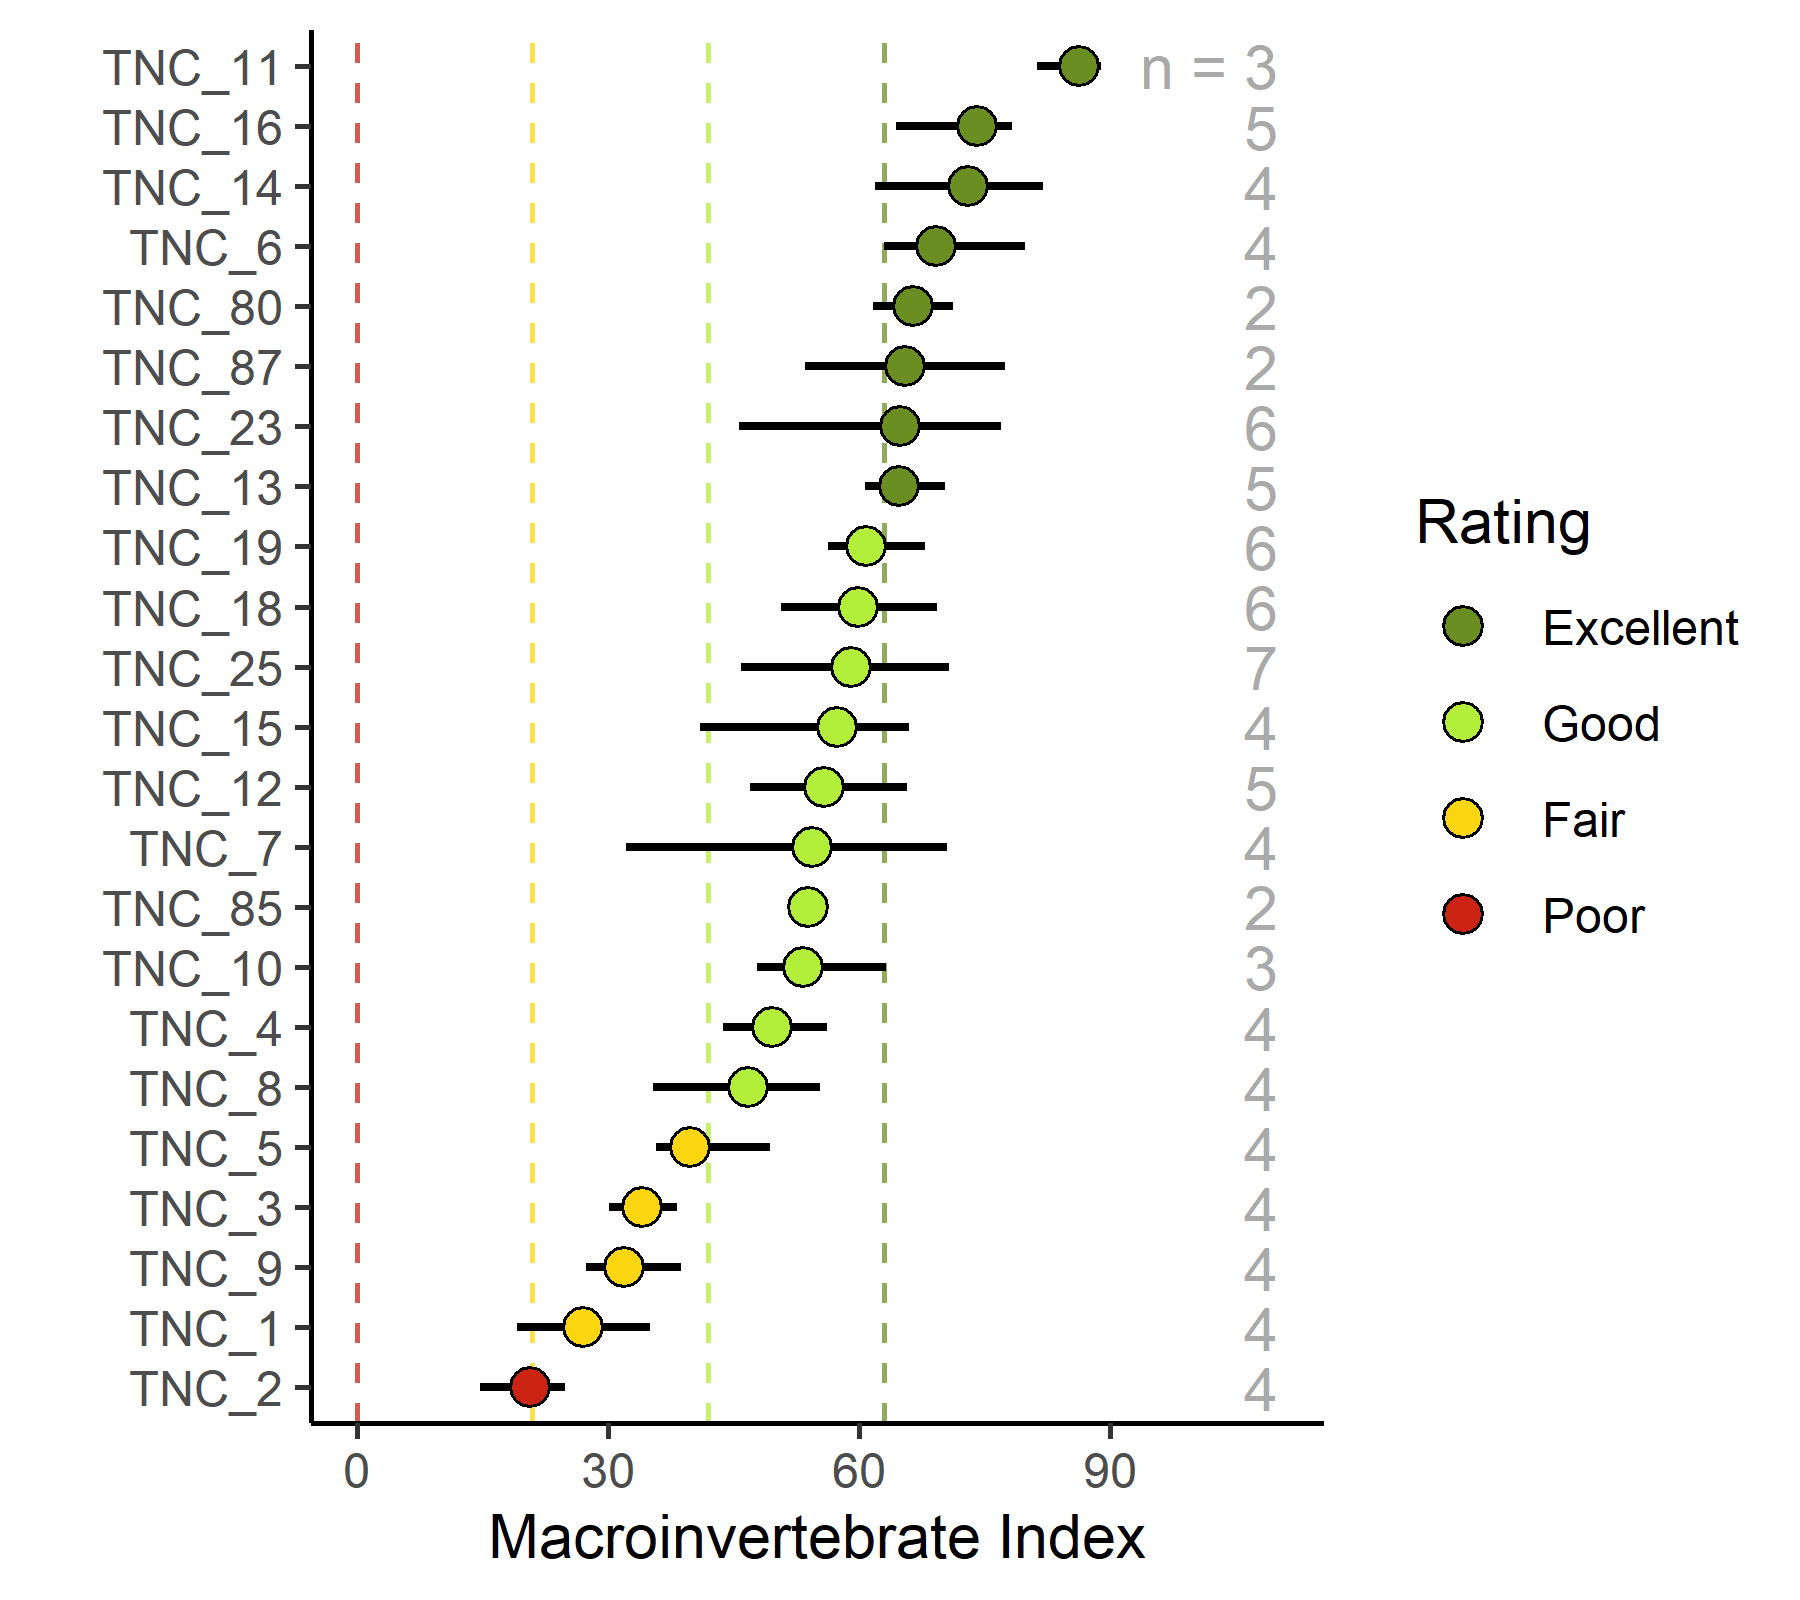 TNC_11 n = 3
TNC_16 5
TNC_14 4
TNC_6 4
TNC_80 2
TNC_87 2
TNC_23 6
TNC_13 5
TNC_19 6
TNC_18 6
TNC_25 7
TNC_15 4
TNC_12 5
TNC_7 4
TNC_85 2
TNC_10 3
TNC_4 4
TNC_8 4
TNC_5 4
TNC_3 4
TNC_9 4
TNC_1 4
TNC_2 4
0 30 60 90
Macroinvertebrate Index
Rating
Excellent
Good
Fair
Poor